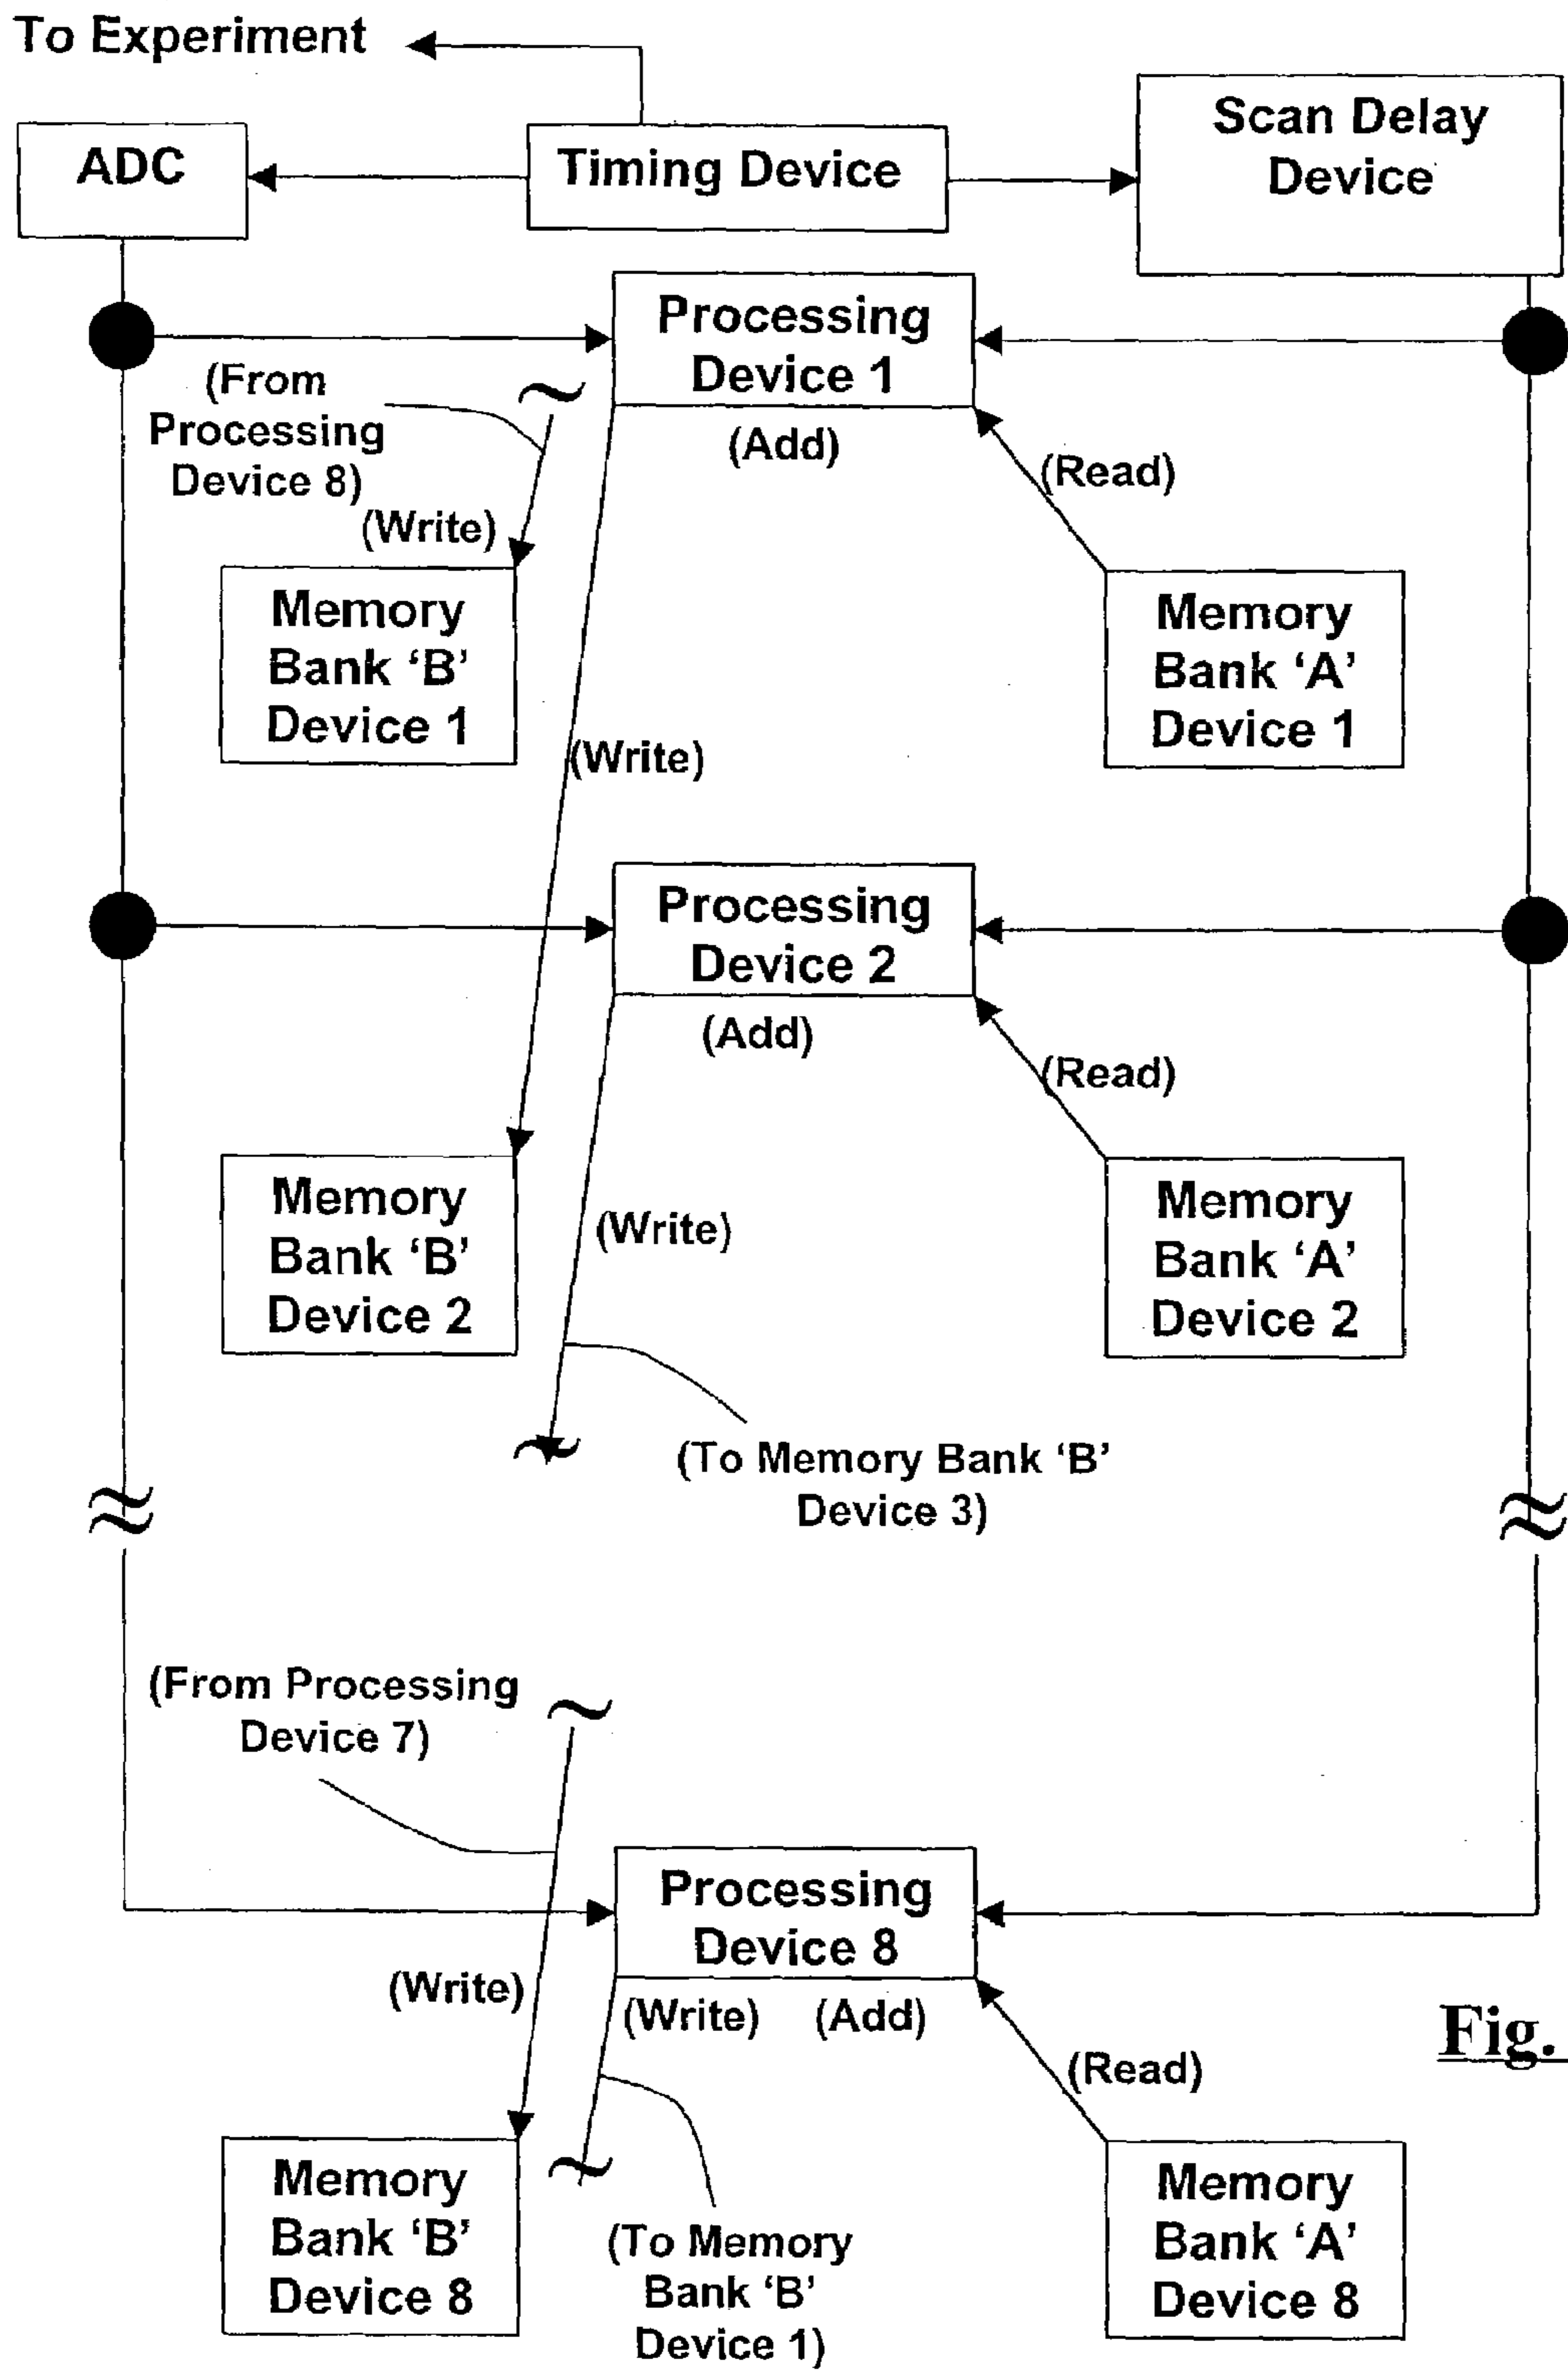 To Experiment
ADC
Timing Device
Scan Delay
Device
Processing
Device 1
(From
Processing
Device 8)
(Add)
(Read)
(Write)
Memory
Bank ‘B’
Device 1
Memory
Bank ‘A’
Device 1
(Write)
Processing
Device 2
(Add)
(Read)
Memory
Bank ‘B’
Device 2
(Write)
Memory
Bank ‘A’
Device 2
(To Memory Bank ‘B’
Device 3)
(From Processing
Device 7)
Processing
Device 8
(Write)
(Write) (Add)
(Read)
Fig.
Memory
Bank ‘B’
Device 8
(To Memory
Bank ‘B’
Device 1)
Memory
Bank ‘A’
Device 8